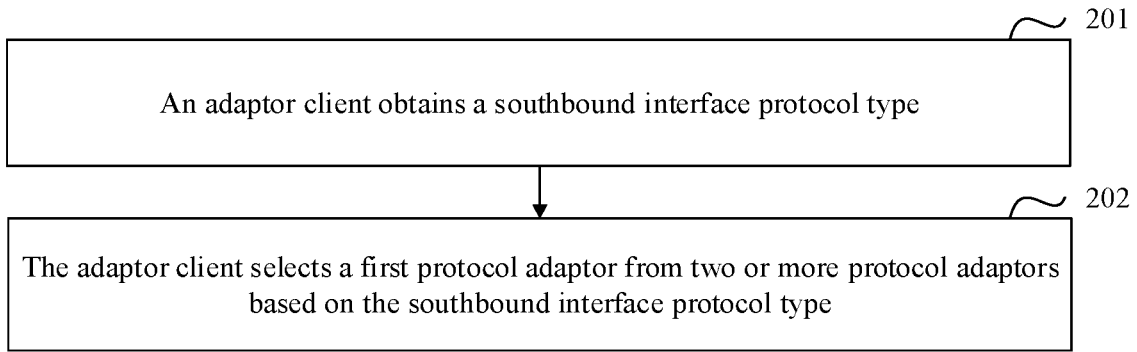 201
An adaptor client obtains a southbound interface protocol type
202
The adaptor client selects a first protocol adaptor from two or more protocol adaptors
based on the southbound interface protocol type